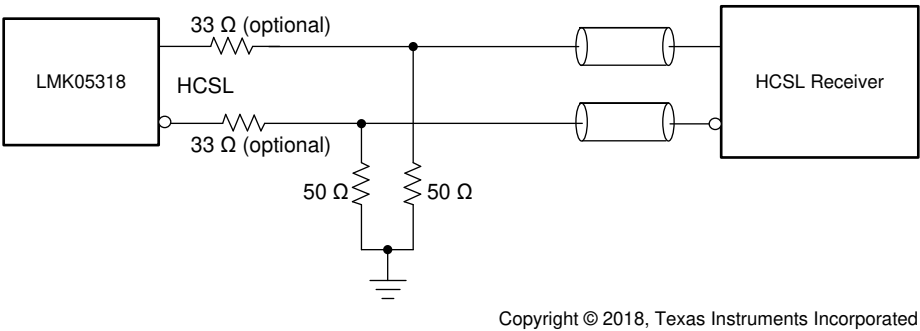 33 Ω (optional)
LMK05318
HCSL
HCSL Receiver
33 Ω (optional)
50 Ω
50 Ω
Copyright © 2018, Texas Instruments Incorporated